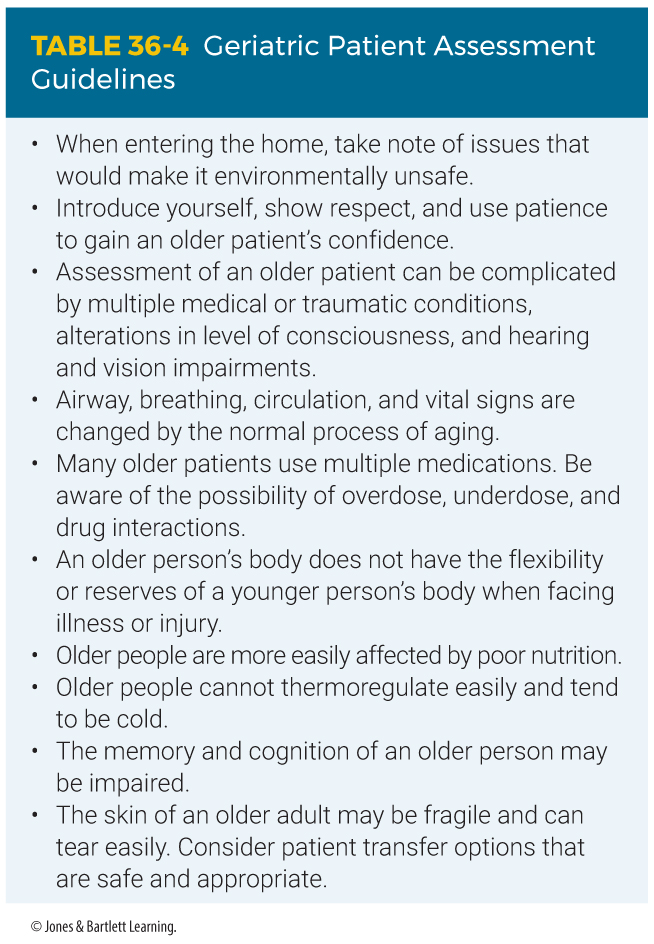 TABLE 36-4 Geriatric Patient Assessment
Guidelines
• When entering the home, take note of issues that
would make it environmentally unsafe.
• Introduce yourself, show respect, and use patience
to gain an older patient's confidence.
• Assessment of an older patient can be complicated
by multiple medical or traumatic conditions,
alterations in level of consciousness, and hearing
and vision impairments.
• Airway, breathing, circulation, and vital signs are
changed by the normal process of aging.
• Many older patients use multiple medications. Be
aware of the possibility of overdose, underdose, and
drug interactions.
• An older person's body does not have the flexibility
or reserves of a younger person's body when facing
illness or injury.
• Older people are more easily affected by poor nutrition.
• Older people cannot thermoregulate easily and tend
to be cold.
• The memory and cognition of an older person may
be impaired.
• The skin of an older adult may be fragile and can
tear easily. Consider patient transfer options that
are safe and appropriate.
© Jones & Bartlett Learning.